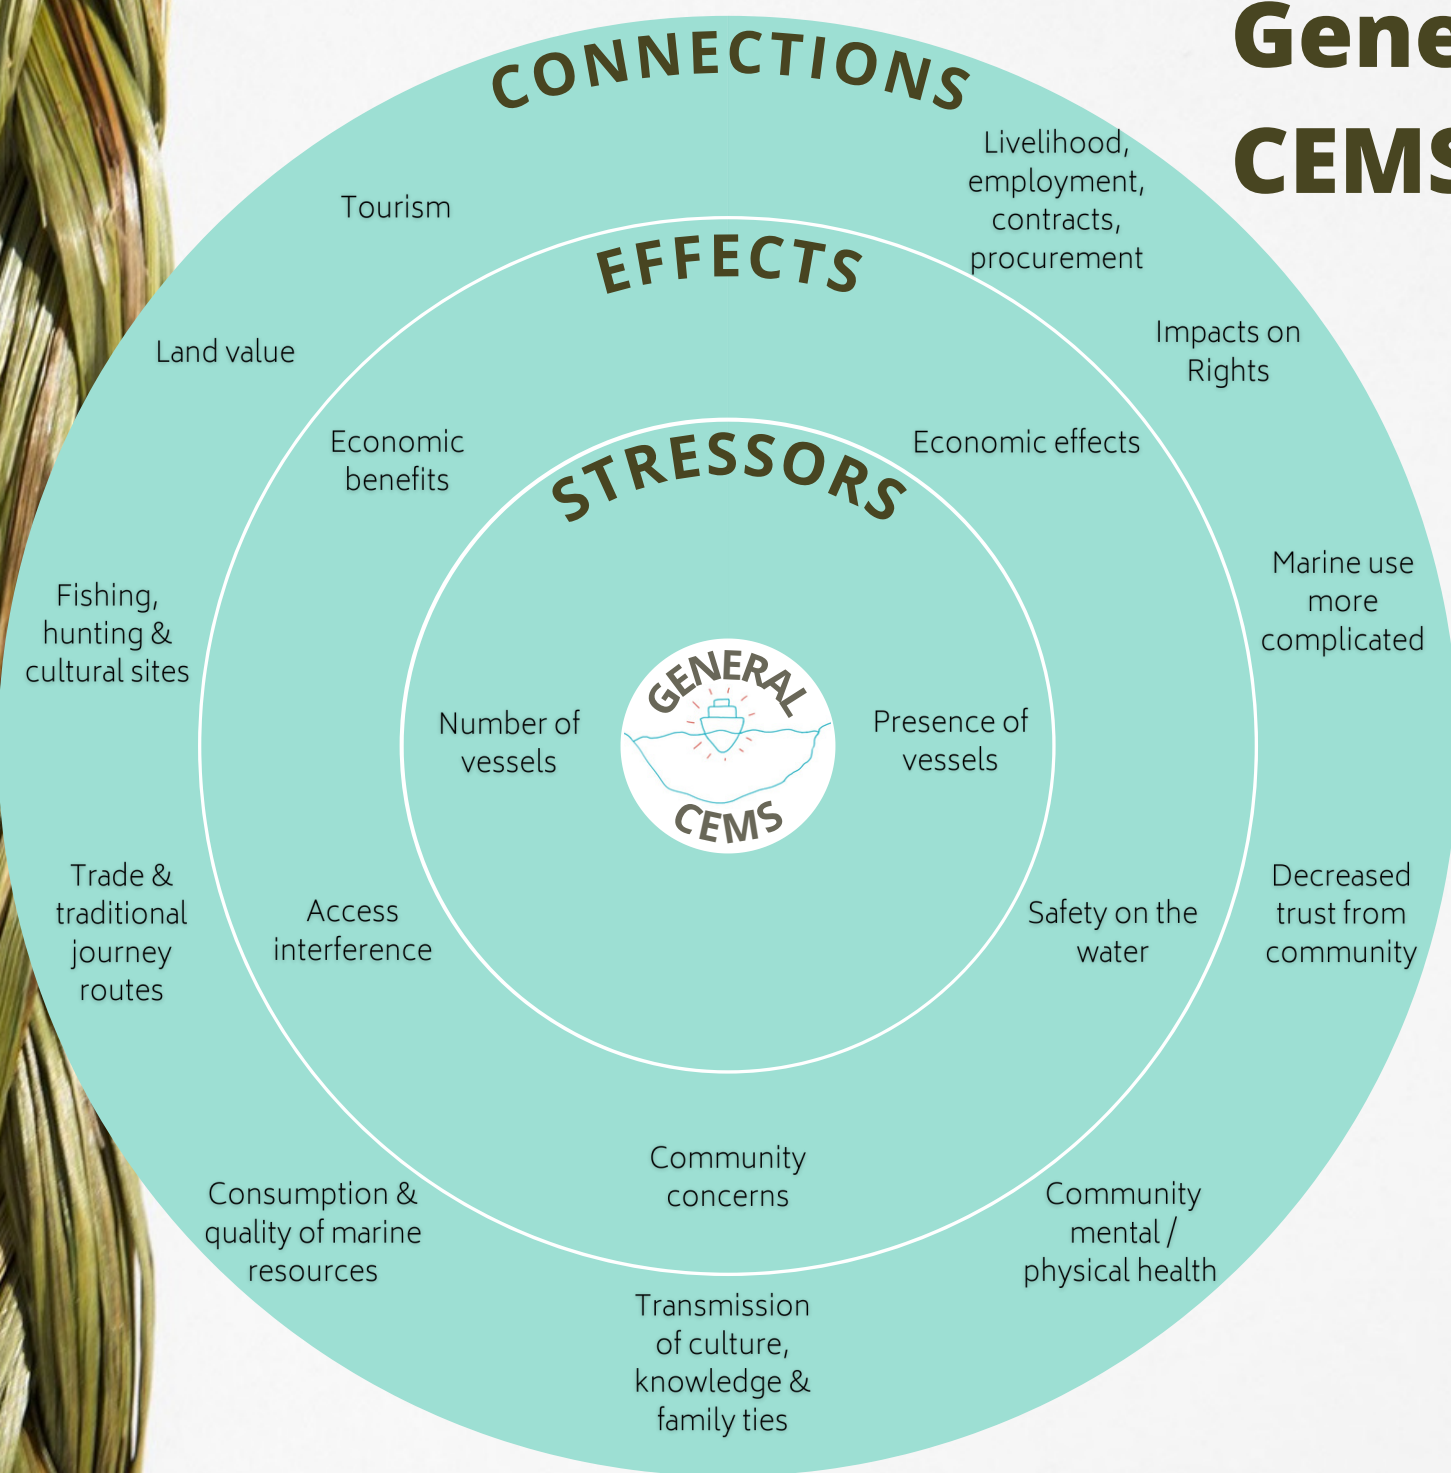 Gene
CEMS
CONNECTIONS
Tourism
Livelihood,
employment,
contracts,
procurement
Land value
Impacts on
Rights
Fishing,
hunting &
cultural sites
Marine use
more
complicated
Trade &
traditional
journey
routes
Decreased
trust from
community
Consumption &
quality of marine
resources
Community
mental /
physical health
Transmission
of culture,
knowledge &
family ties
EFFECTS
Economic
benefits
Economic effects
Access
interference
Safety on the
water
Community
concerns
STRESSORS
Number of
vessels
Presence of
vessels
GENERAL
CEMS